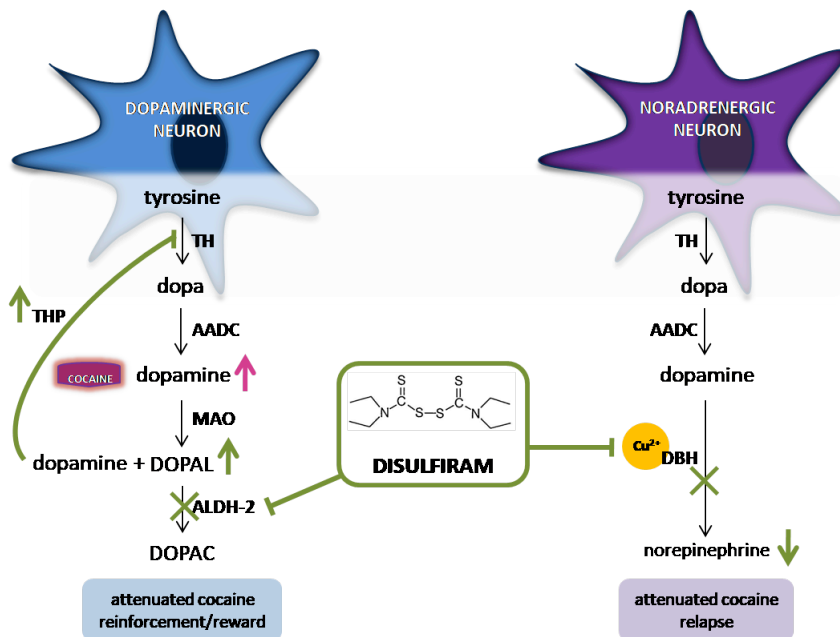 DOPAMINERGIC
NEURON
tyrosine
TH
dopa
THP
AADC
COCAINE
dopamine
MAO
dopamine + DOPAL
ALDH-2
DOPAC
attenuated cocaine
reinforcement/reward
S
S
C
C
N
S
S
N
DISULFIRAM
NORADRENERGIC
NEURON
tyrosine
TH
dopa
AADC
dopamine
Cu²⁺
DBH
norepinephrine
attenuated cocaine
relapse